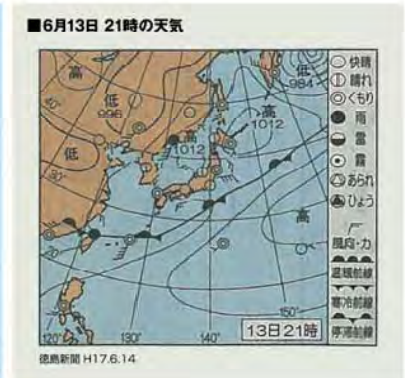 ■6月13日 21時の天気
高
低
996
低
984
高
1012
高
1012
低
高
120°
130°
140°
150°
13日21時
快晴
晴れ
くもり
雨
雷
霧
あられ
ひょう
風向・力
温暖前線
寒冷前線
停滞前線
徳島新聞 H17.6.14